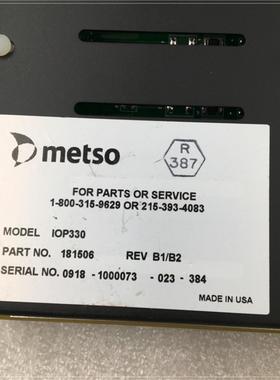 metso
R
387
FOR PARTS OR SERVICE
1-800-315-9629 OR 215-393-4083
MODEL IOP330
PART NO. 181506 REV B1/B2
SERIAL NO. 0918 -1000073 -023 -384
MADE IN USA